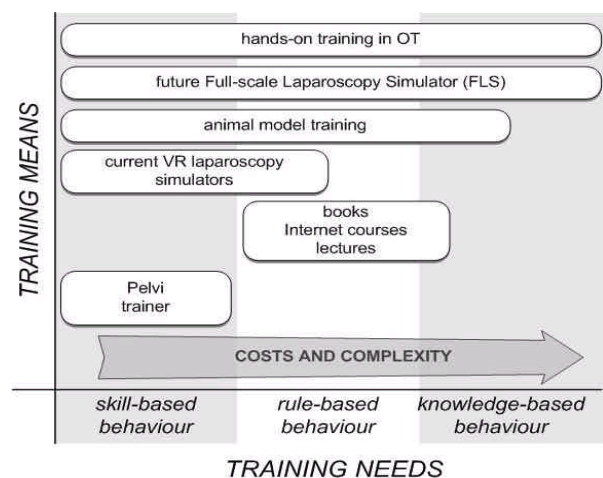 TRAINING MEANS
hands-on training in OT
future Full-scale Laparoscopy Simulator (FLS)
animal model training
current VR laparoscopy
simulators
books
Internet courses
lectures
Pelvi
trainer
COSTS AND COMPLEXITY
skill-based
behaviour
rule-based
behaviour
knowledge-based
behaviour
TRAINING NEEDS